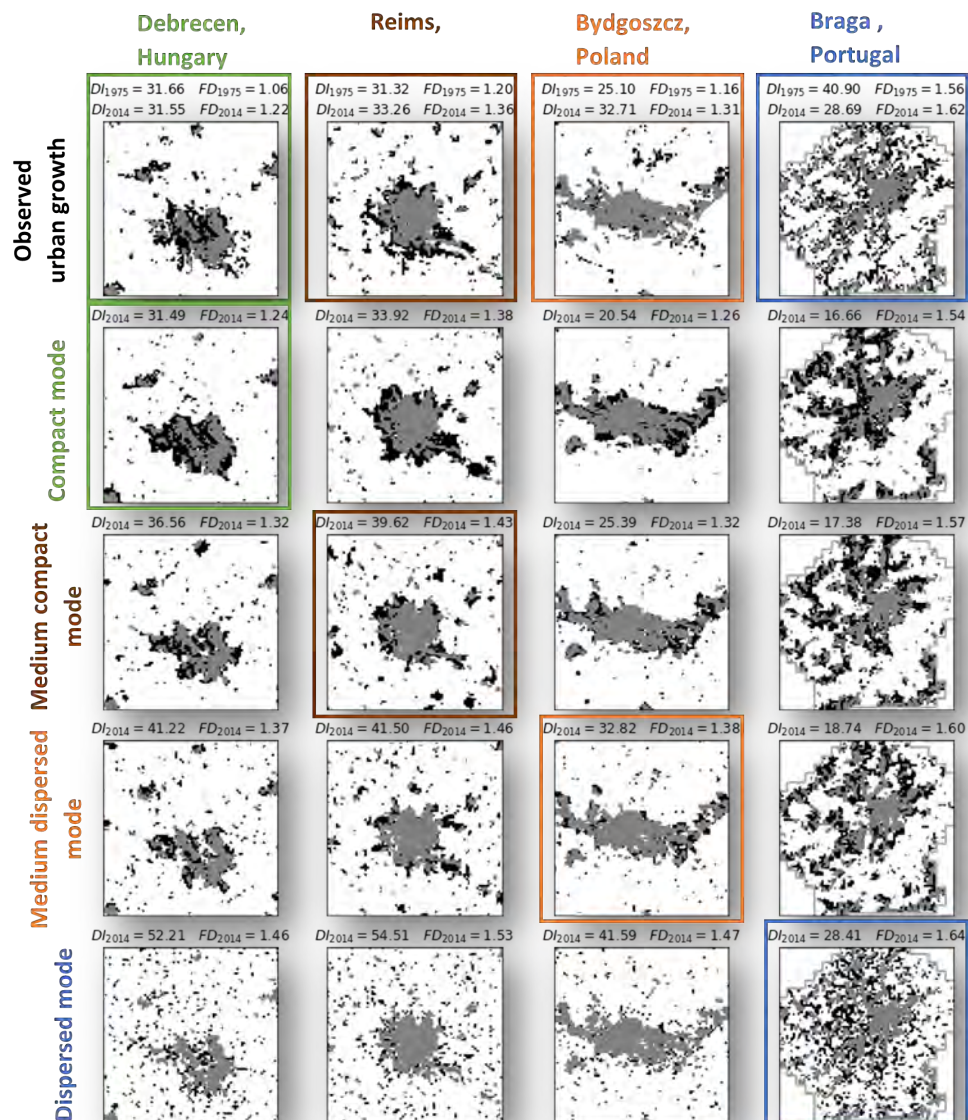 Debrecen,
Hungary
Reims,
Bydgoszcz,
Poland
Braga ,
Portugal
Observed
urban growth
DI1975 = 31.66 FD1975 = 1.06
DI2014 = 31.55 FD2014 = 1.22
DI1975 = 31.32 FD1975 = 1.20
DI2014 = 33.26 FD2014 = 1.36
DI1975 = 25.10 FD1975 = 1.16
DI2014 = 32.71 FD2014 = 1.31
DI1975 = 40.90 FD1975 = 1.56
DI2014 = 28.69 FD2014 = 1.62
Compact mode
DI2014 = 31.49 FD2014 = 1.24
DI2014 = 33.92 FD2014 = 1.38
DI2014 = 20.54 FD2014 = 1.26
DI2014 = 16.66 FD2014 = 1.54
Medium compact
mode
DI2014 = 36.56 FD2014 = 1.32
DI2014 = 39.62 FD2014 = 1.43
DI2014 = 25.39 FD2014 = 1.32
DI2014 = 17.38 FD2014 = 1.57
Medium dispersed
mode
DI2014 = 41.22 FD2014 = 1.37
DI2014 = 41.50 FD2014 = 1.46
DI2014 = 32.82 FD2014 = 1.38
DI2014 = 18.74 FD2014 = 1.60
Dispersed mode
DI2014 = 52.21 FD2014 = 1.46
DI2014 = 54.51 FD2014 = 1.53
DI2014 = 41.59 FD2014 = 1.47
DI2014 = 28.41 FD2014 = 1.64